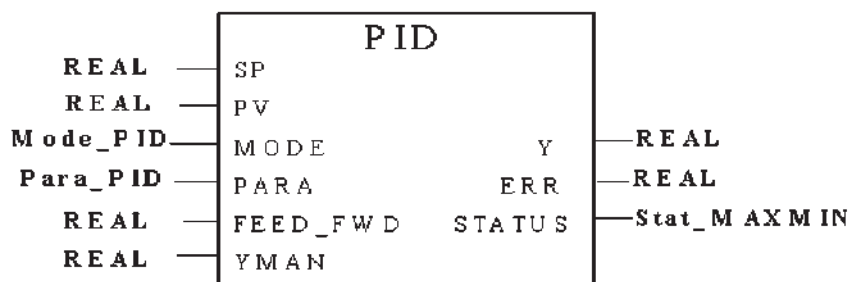 PID
REAL SP
REAL PV
Mode_PID MODE Y REAL
Para_PID PARA ERR REAL
REAL FEED_FWD STATUS Stat_MAXMIN
REAL YMAN